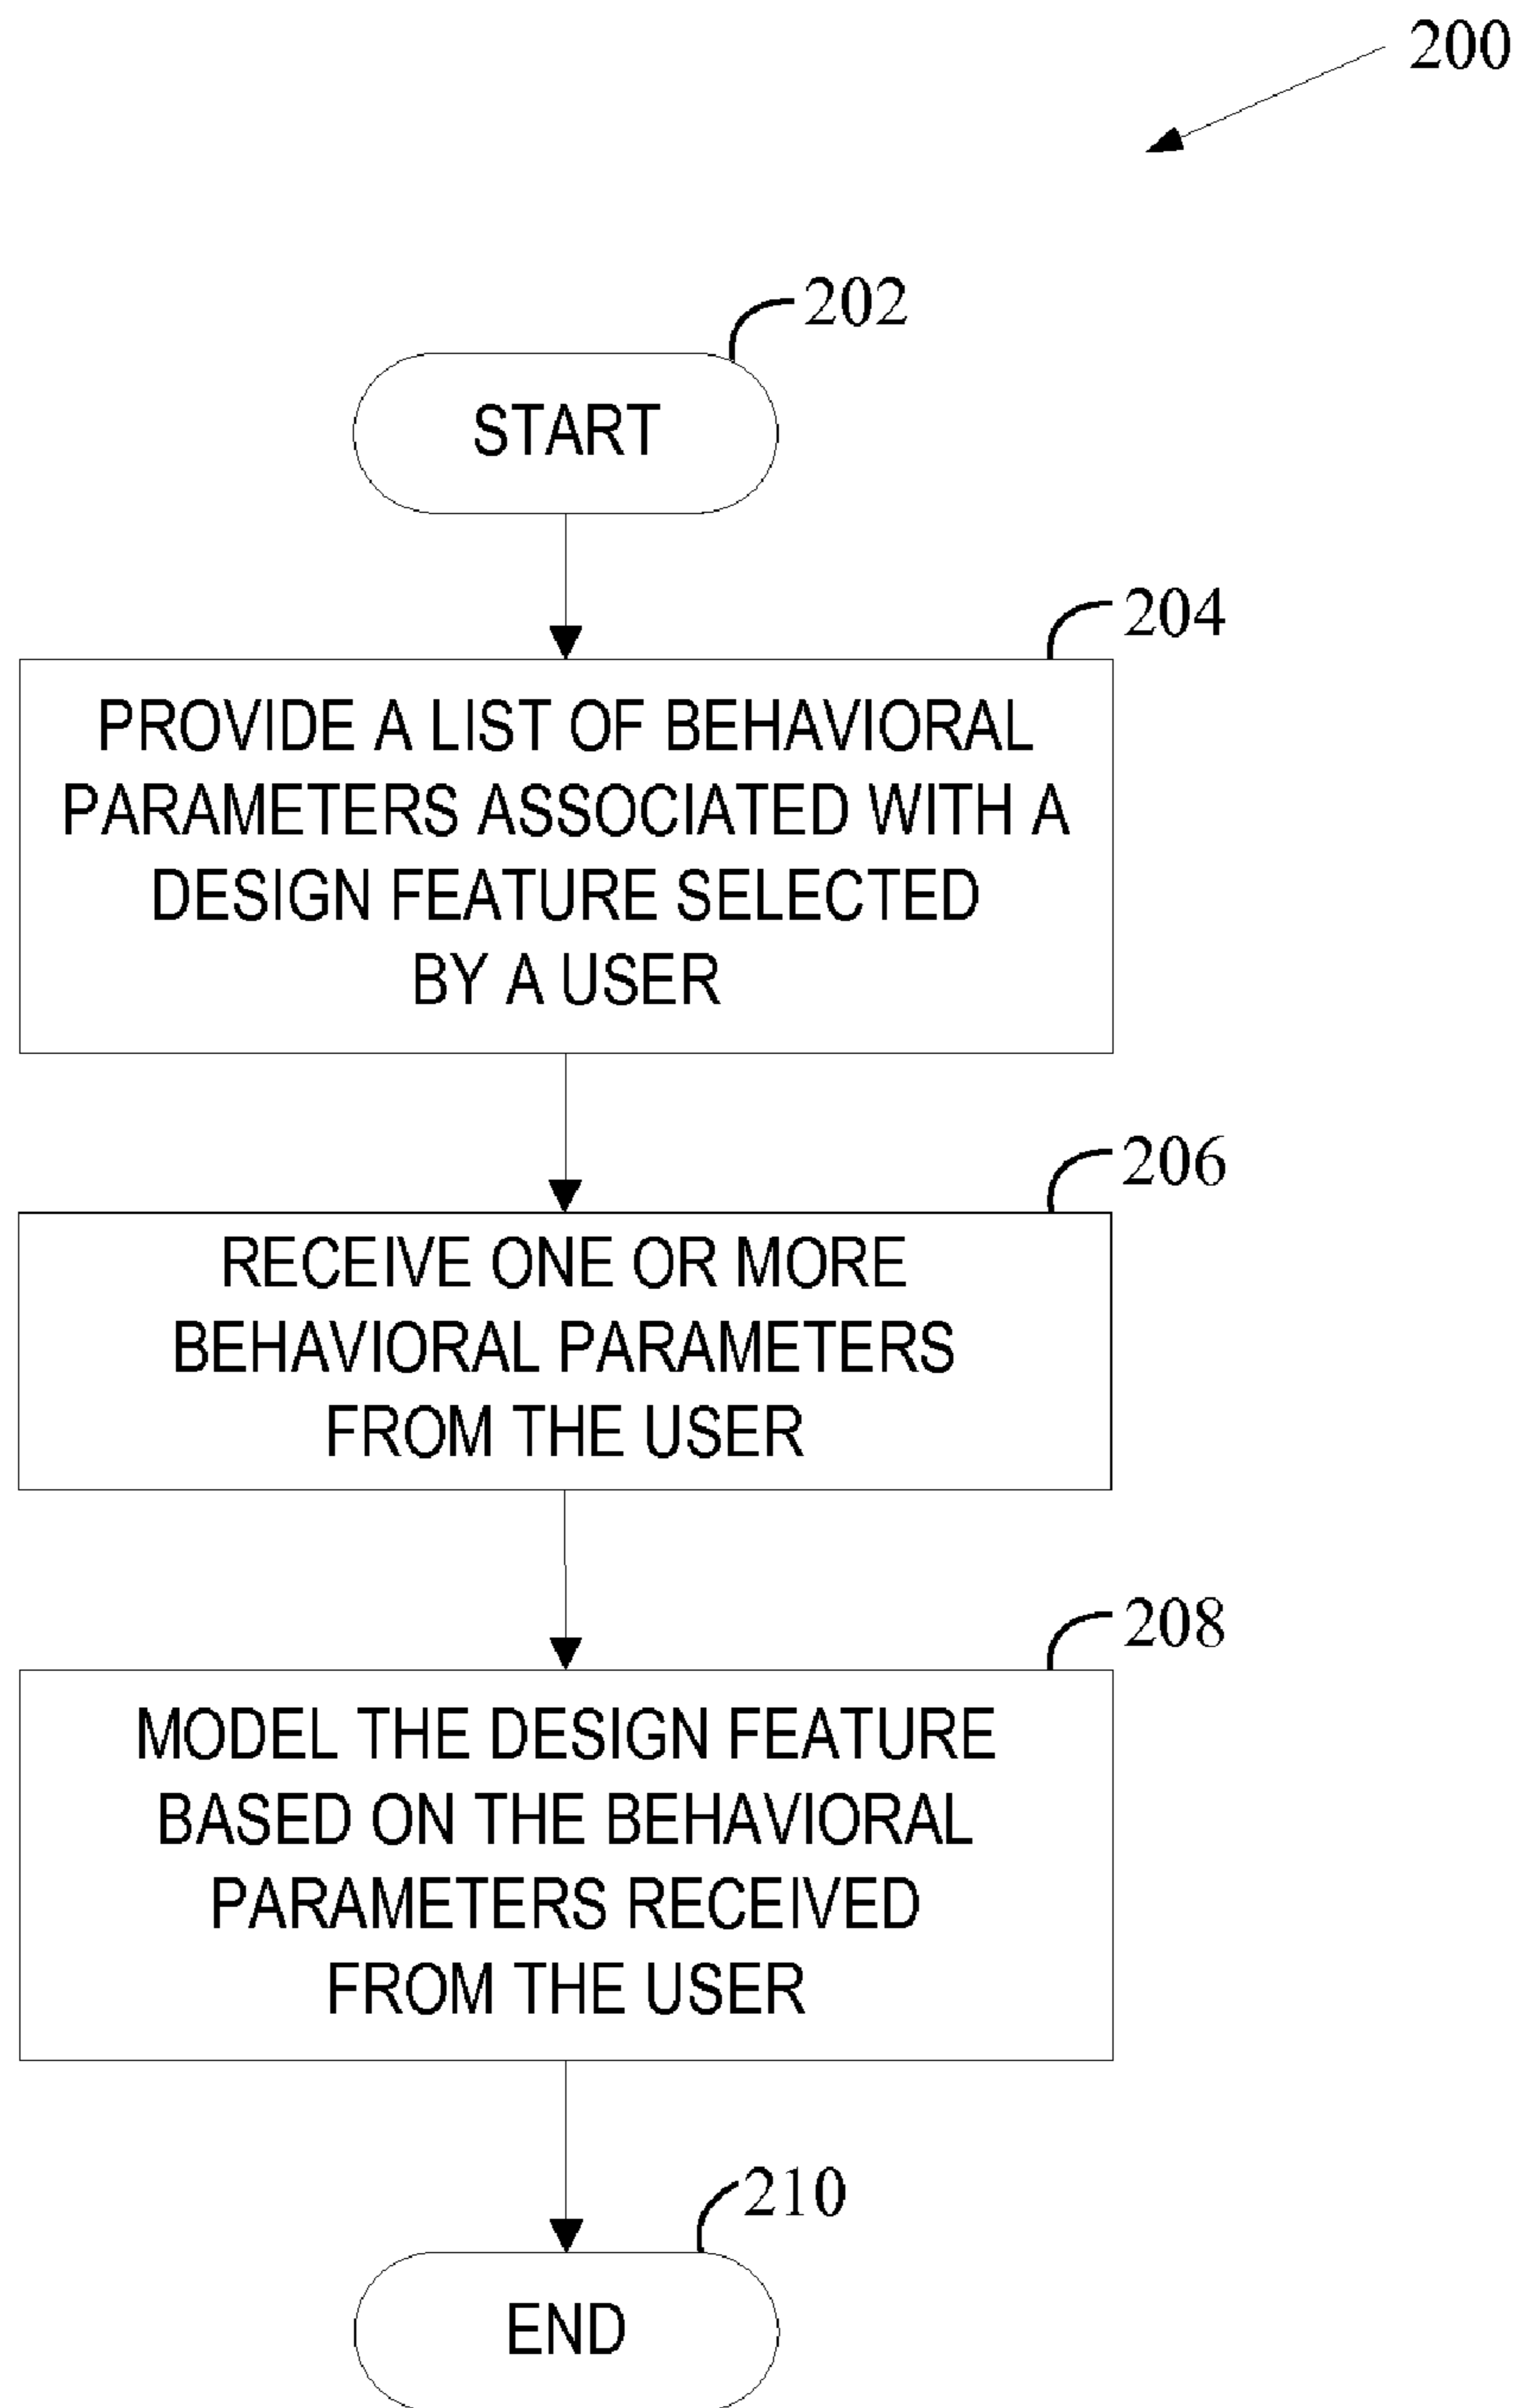 200
202
START
204
PROVIDE A LIST OF BEHAVIORAL
PARAMETERS ASSOCIATED WITH A
DESIGN FEATURE SELECTED
BY A USER
206
RECEIVE ONE OR MORE
BEHAVIORAL PARAMETERS
FROM THE USER
208
MODEL THE DESIGN FEATURE
BASED ON THE BEHAVIORAL
PARAMETERS RECEIVED
FROM THE USER
210
END